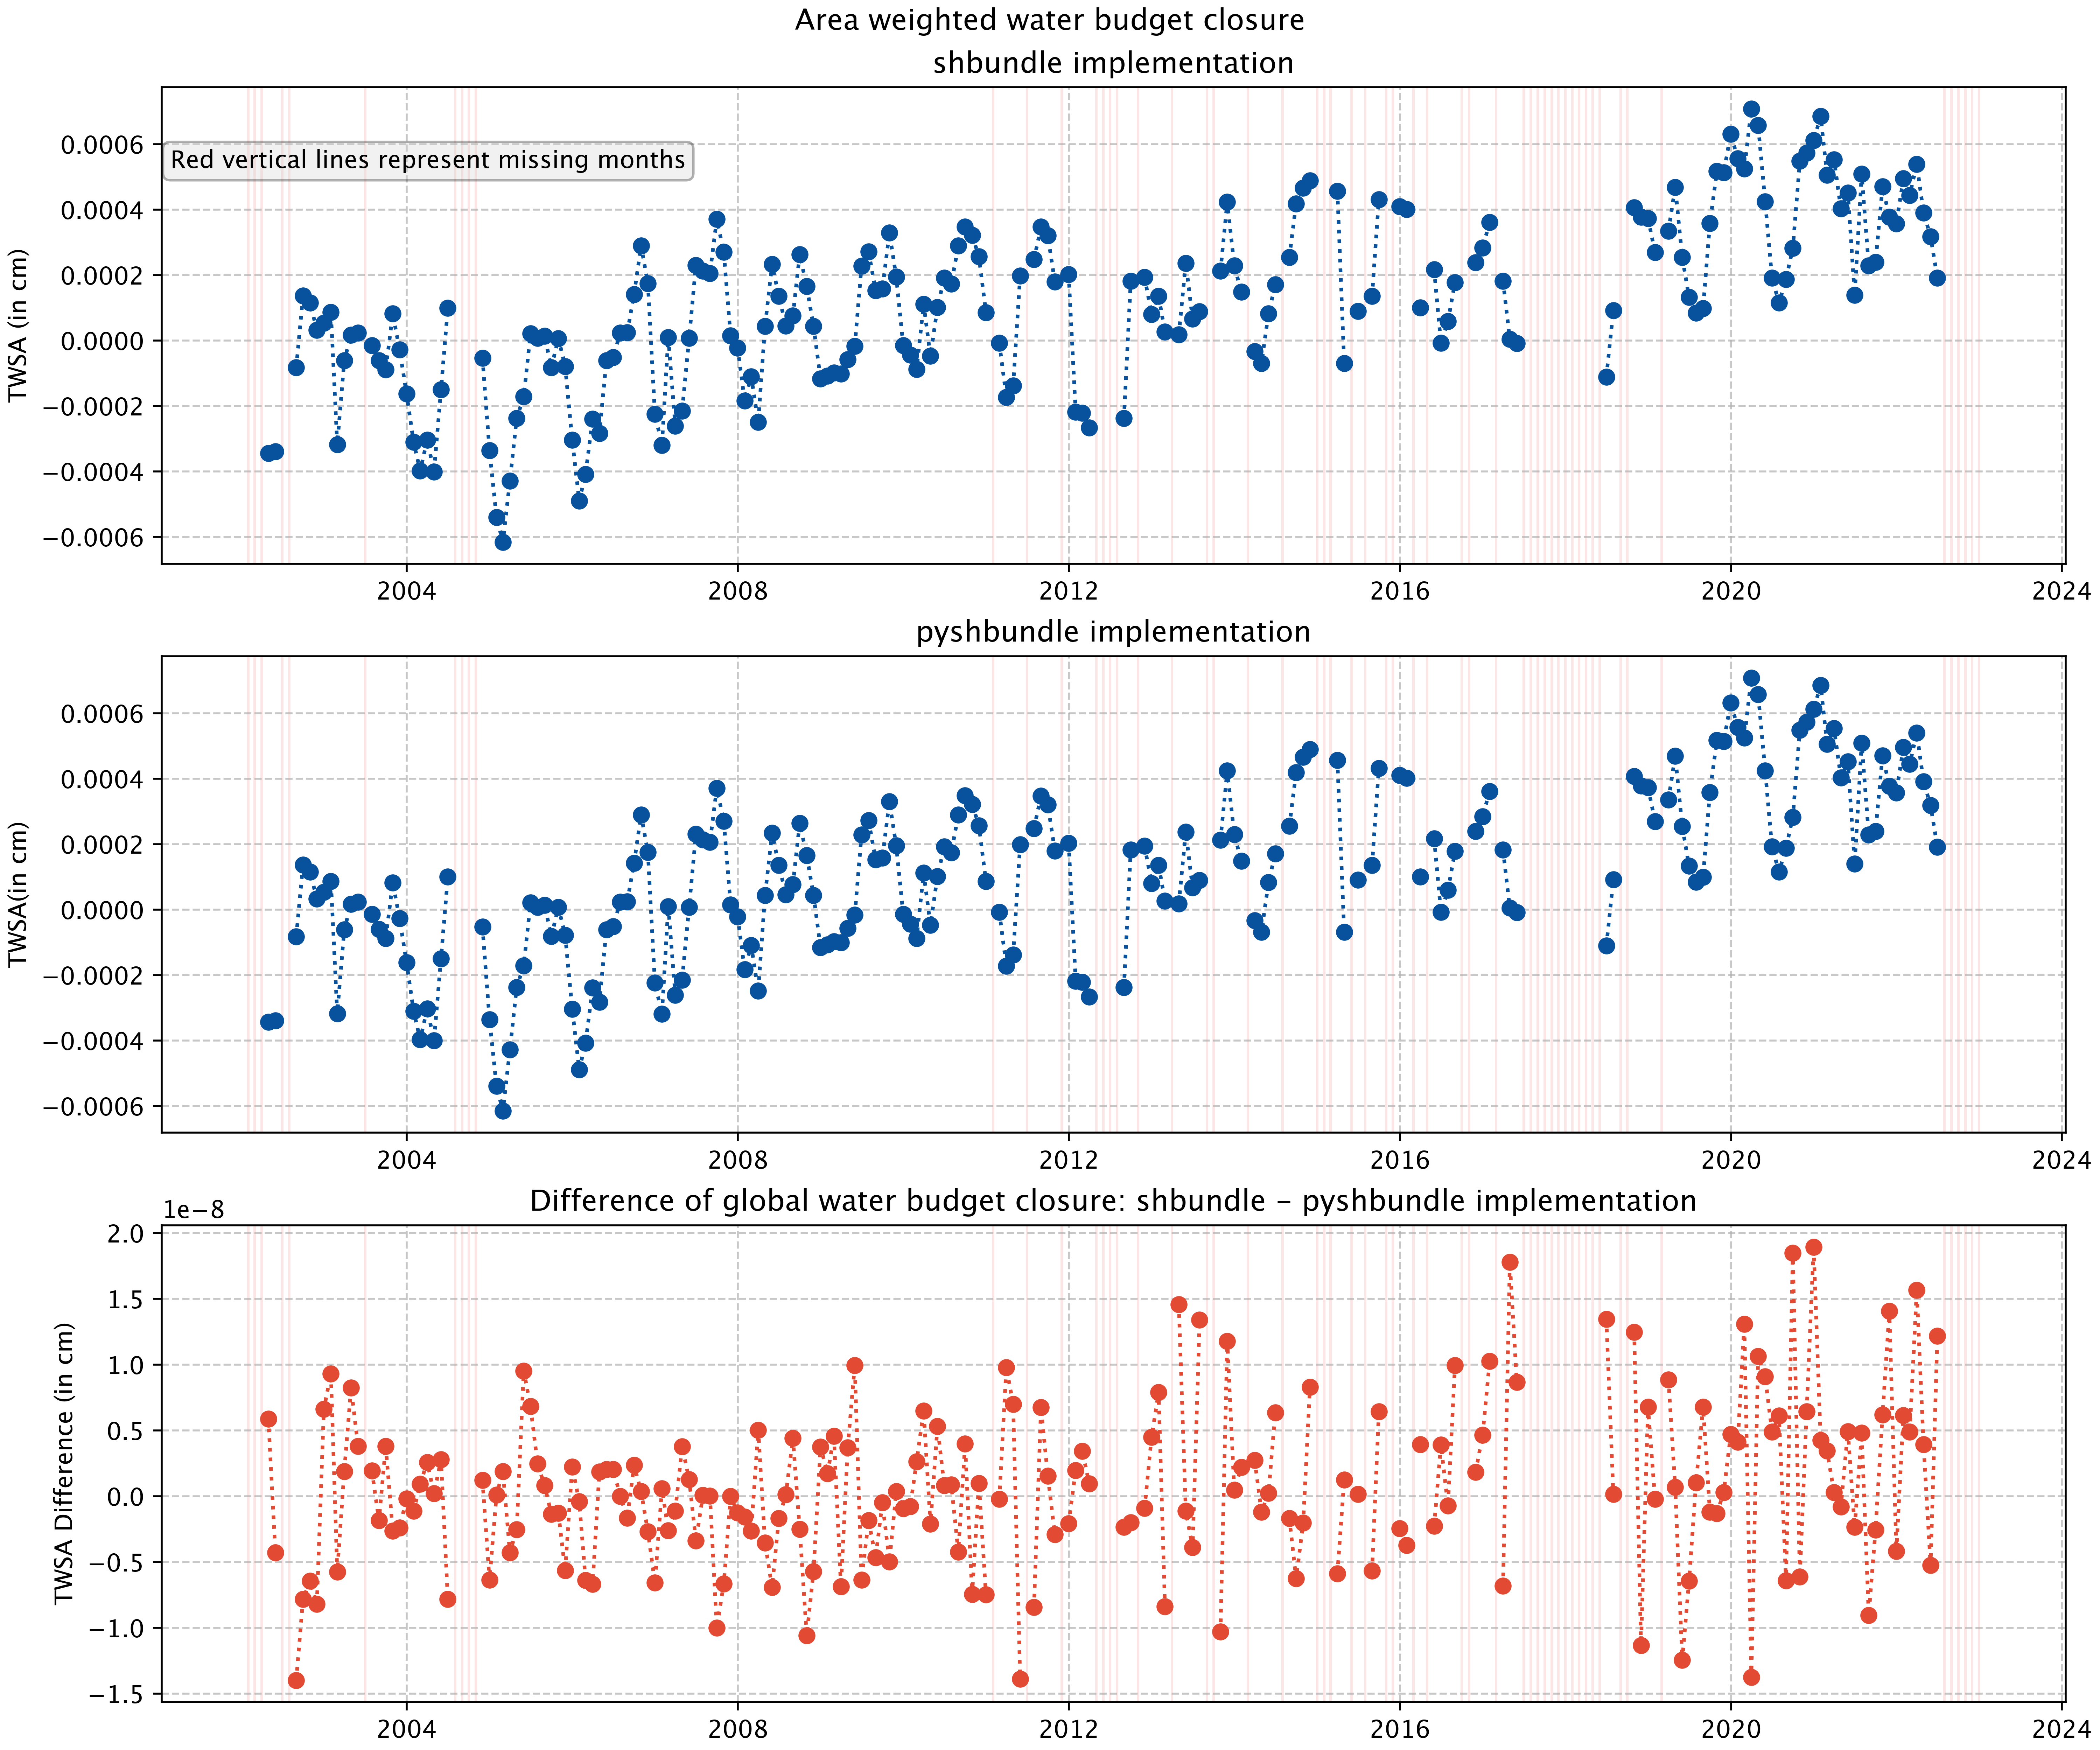 Area weighted water budget closure
shbundle implementation
0.0006
Red vertical lines represent missing months
0.0004
0.0002
0.0000
−0.0002
−0.0004
−0.0006
TWSA (in cm)
2004 2008 2012 2016 2020 2024
pyshbundle implementation
0.0006
0.0004
0.0002
0.0000
−0.0002
−0.0004
−0.0006
TWSA(in cm)
2004 2008 2012 2016 2020 2024
Difference of global water budget closure: shbundle − pyshbundle implementation
1e−8
2.0
1.5
1.0
0.5
0.0
−0.5
−1.0
−1.5
TWSA Difference (in cm)
2004 2008 2012 2016 2020 2024